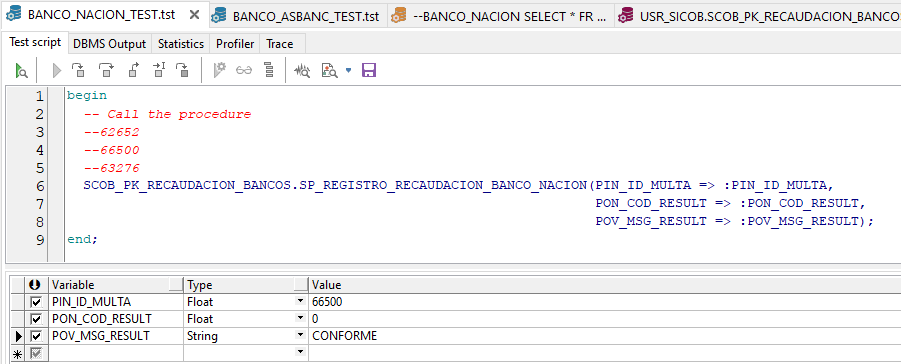 BANCO_NACION_TEST.tst BANCO_ASBANC_TEST.tst --BANCO_NACION SELECT * FR ... USR_SICOB.SCOB_PK_RECAUDACION_BANCOS
Test script DBMS Output Statistics Profiler Trace
1 begin
2 -- Call the procedure
3 --62652
4 --66500
5 --63276
6 SCOB_PK_RECAUDACION_BANCOS.SP_REGISTRO_RECAUDACION_BANCO_NACION(PIN_ID_MULTA => :PIN_ID_MULTA,
7 PON_COD_RESULT => :PON_COD_RESULT,
8 POV_MSG_RESULT => :POV_MSG_RESULT);
9 end;
Variable Type Value
PIN_ID_MULTA Float 66500
PON_COD_RESULT Float 0
POV_MSG_RESULT String CONFORME